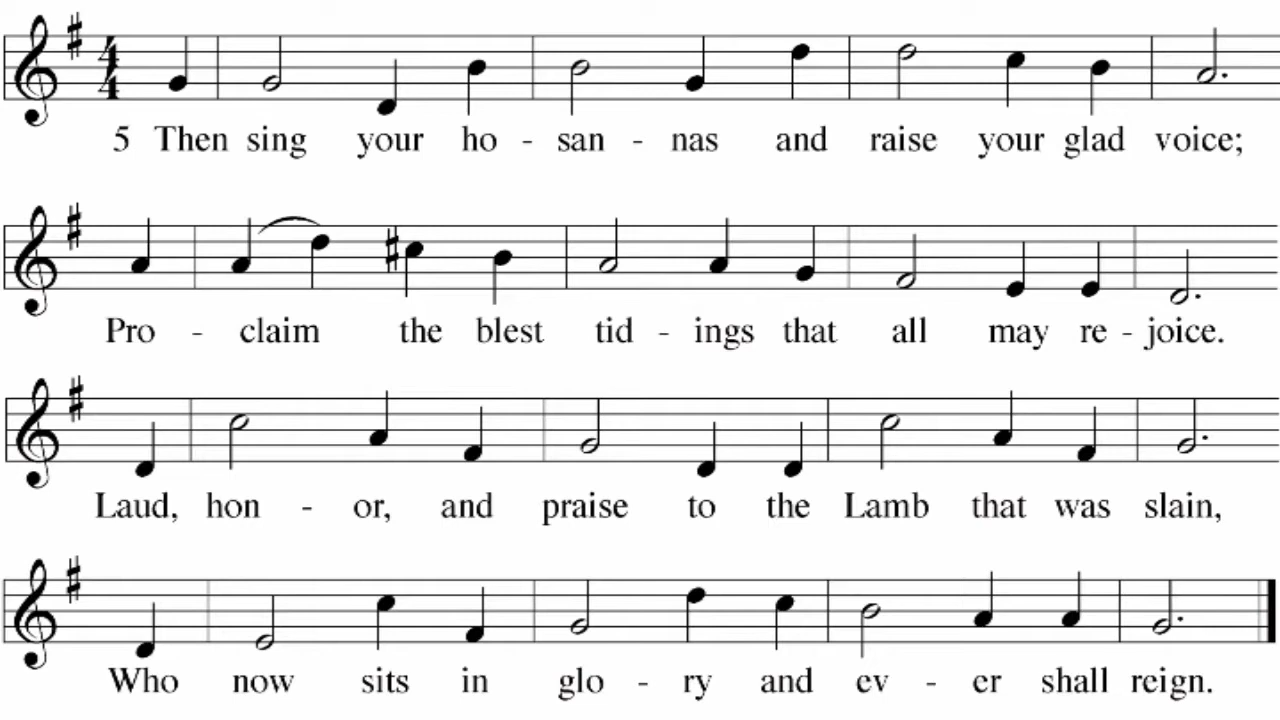 5 Then sing your ho - san - nas and raise your glad voice;
Pro - claim the blest tid - ings that all may re - joice.
Laud, hon - or, and praise to the Lamb that was slain,
Who now sits in glo - ry and ev - er shall reign.